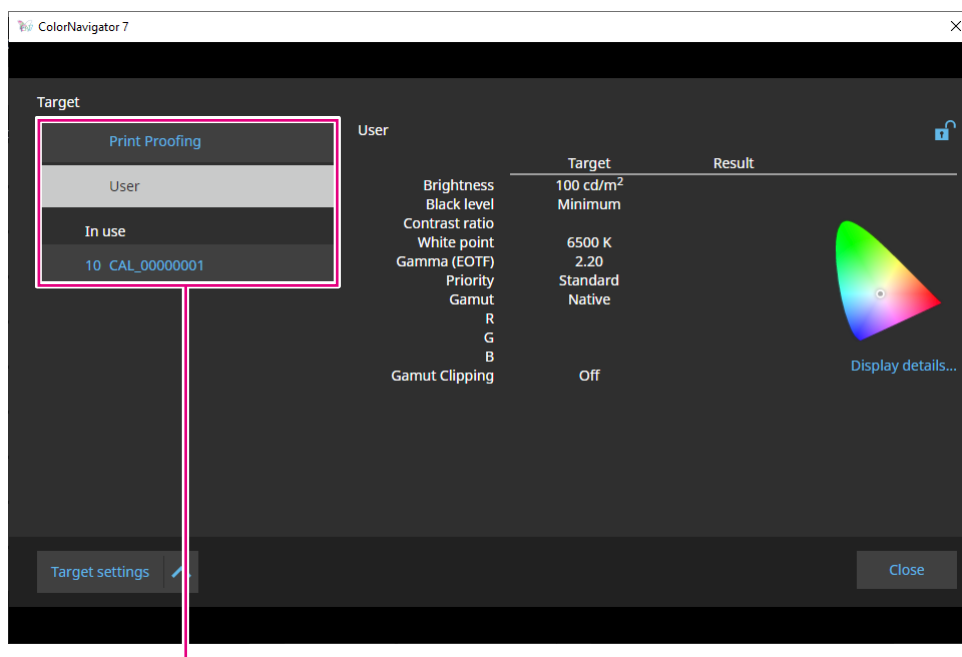 ColorNavigator 7
Target
Print Proofing
User
In use
10 CAL_00000001
User
Target Result
Brightness 100 cd/m²
Black level Minimum
Contrast ratio
White point 6500 K
Gamma (EOTF) 2.20
Priority Standard
Gamut Native
R
G
B
Gamut Clipping Off
Display details...
Target settings
Close